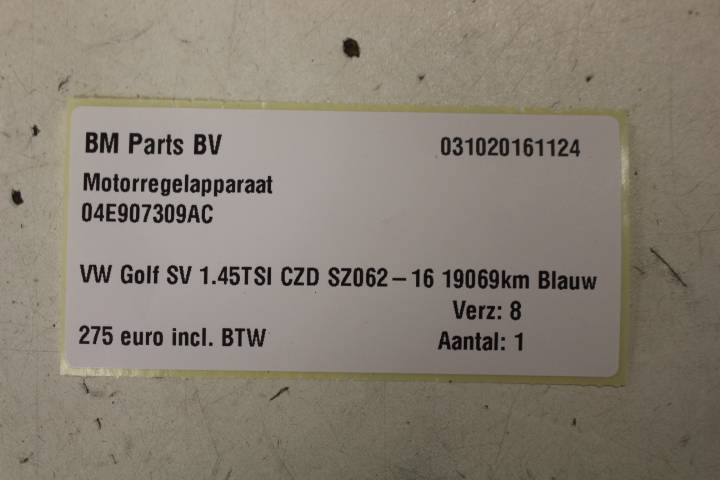 BM Parts BV 031020161124
Motorregelapparaat
04E907309AC
VW Golf SV 1.45TSI CZD SZ062-16 19069km Blauw
Verz: 8
275 euro incl. BTW Aantal: 1